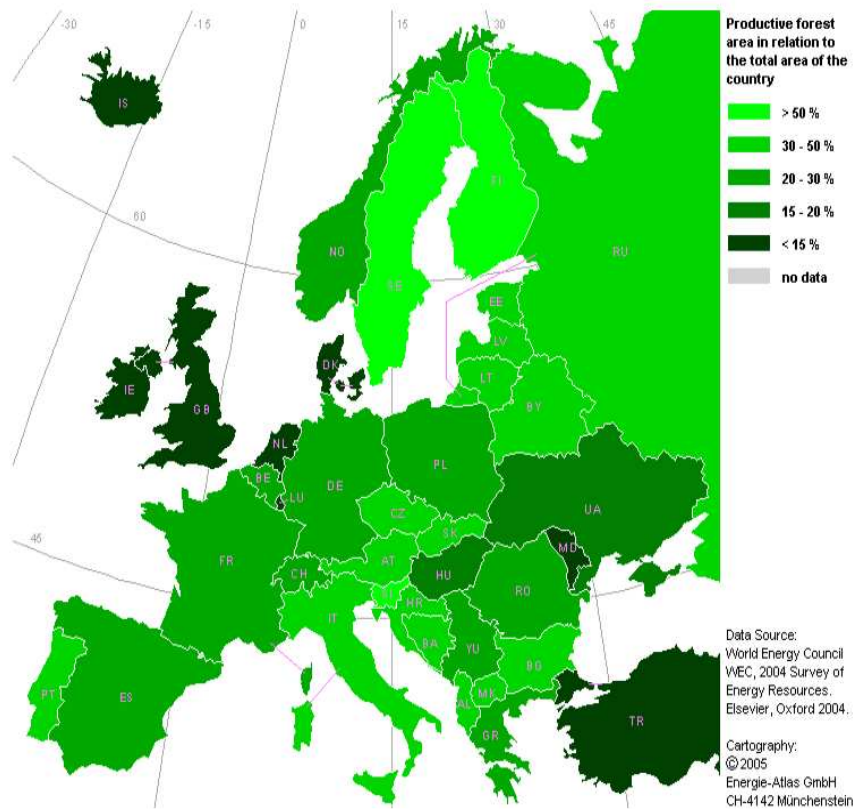 -30
-15
0
15
30
45
Productive forest
area in relation to
the total area of the
country
> 50 %
30 - 50 %
20 - 30 %
15 - 20 %
< 15 %
no data
IS
60
NO
FI
SE
RU
EE
LV
LT
DK
IE
GB
BY
NL
BE
LU
DE
PL
CZ
UA
SK
45
FR
CH
AT
HU
MD
RO
SI
HR
IT
BA
YU
BG
PT
ES
AL
MK
GR
TR
Data Source:
World Energy Council
WEC, 2004 Survey of
Energy Resources.
Elsevier, Oxford 2004.
Cartography:
© 2005
Energie-Atlas GmbH
CH-4142 Münchenstein